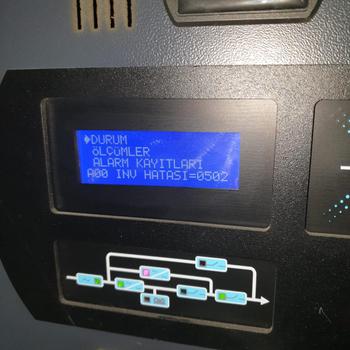 DURUM
ÖLÇÜMLER
ALARM KAYITLARI
A00 INV HATASI=0502